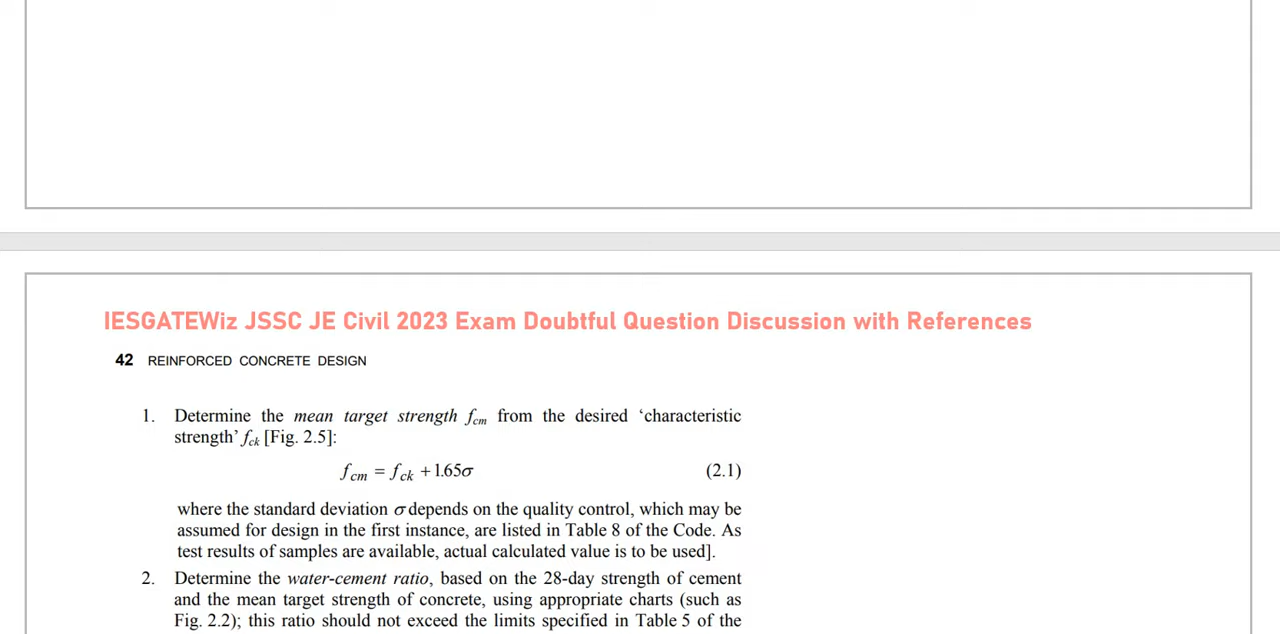 IESGATEWiz JSSC JE Civil 2023 Exam Doubtful Question Discussion with References
42 REINFORCED CONCRETE DESIGN
1. Determine the mean target strength fcm from the desired ‘characteristic
strength’ fck [Fig. 2.5]:
fcm = fck + 1.65σ (2.1)
where the standard deviation σ depends on the quality control, which may be
assumed for design in the first instance, are listed in Table 8 of the Code. As
test results of samples are available, actual calculated value is to be used].
2. Determine the water-cement ratio, based on the 28-day strength of cement
and the mean target strength of concrete, using appropriate charts (such as
Fig. 2.2); this ratio should not exceed the limits specified in Table 5 of the